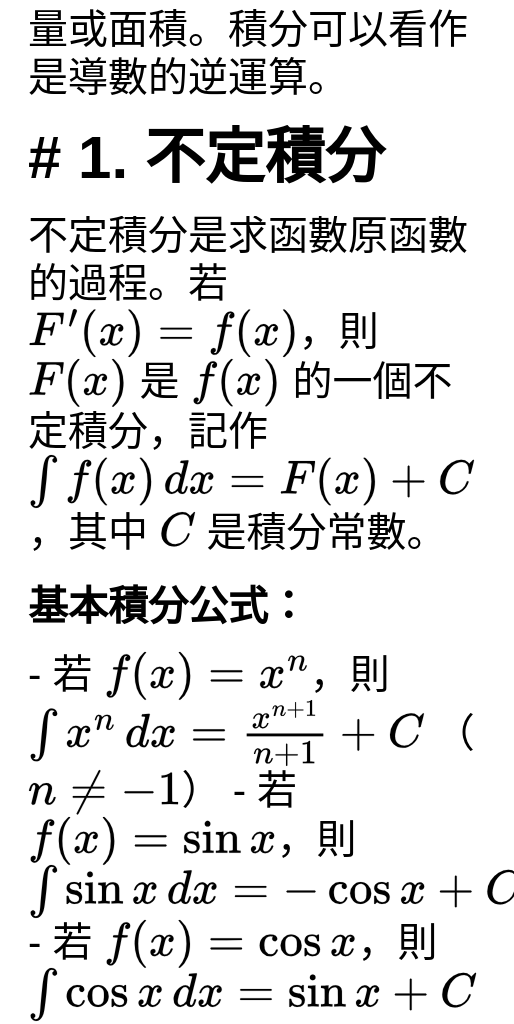 量或面積。積分可以看作
是導數的逆運算。
# 1. 不定積分
不定積分是求函數原函數
的過程。若
$F'(x) = f(x)$，則
$F(x)$ 是 $f(x)$ 的一個不
定積分，記作
$\int f(x)\,dx = F(x) + C$
，其中 $C$ 是積分常數。
基本積分公式：
- 若 $f(x) = x^n$，則
$\int x^n\,dx = \frac{x^{n+1}}{n+1} + C$ （
$n \neq -1$） - 若
$f(x) = \sin x$，則
$\int \sin x\,dx = -\cos x + C$
- 若 $f(x) = \cos x$，則
$\int \cos x\,dx = \sin x + C$